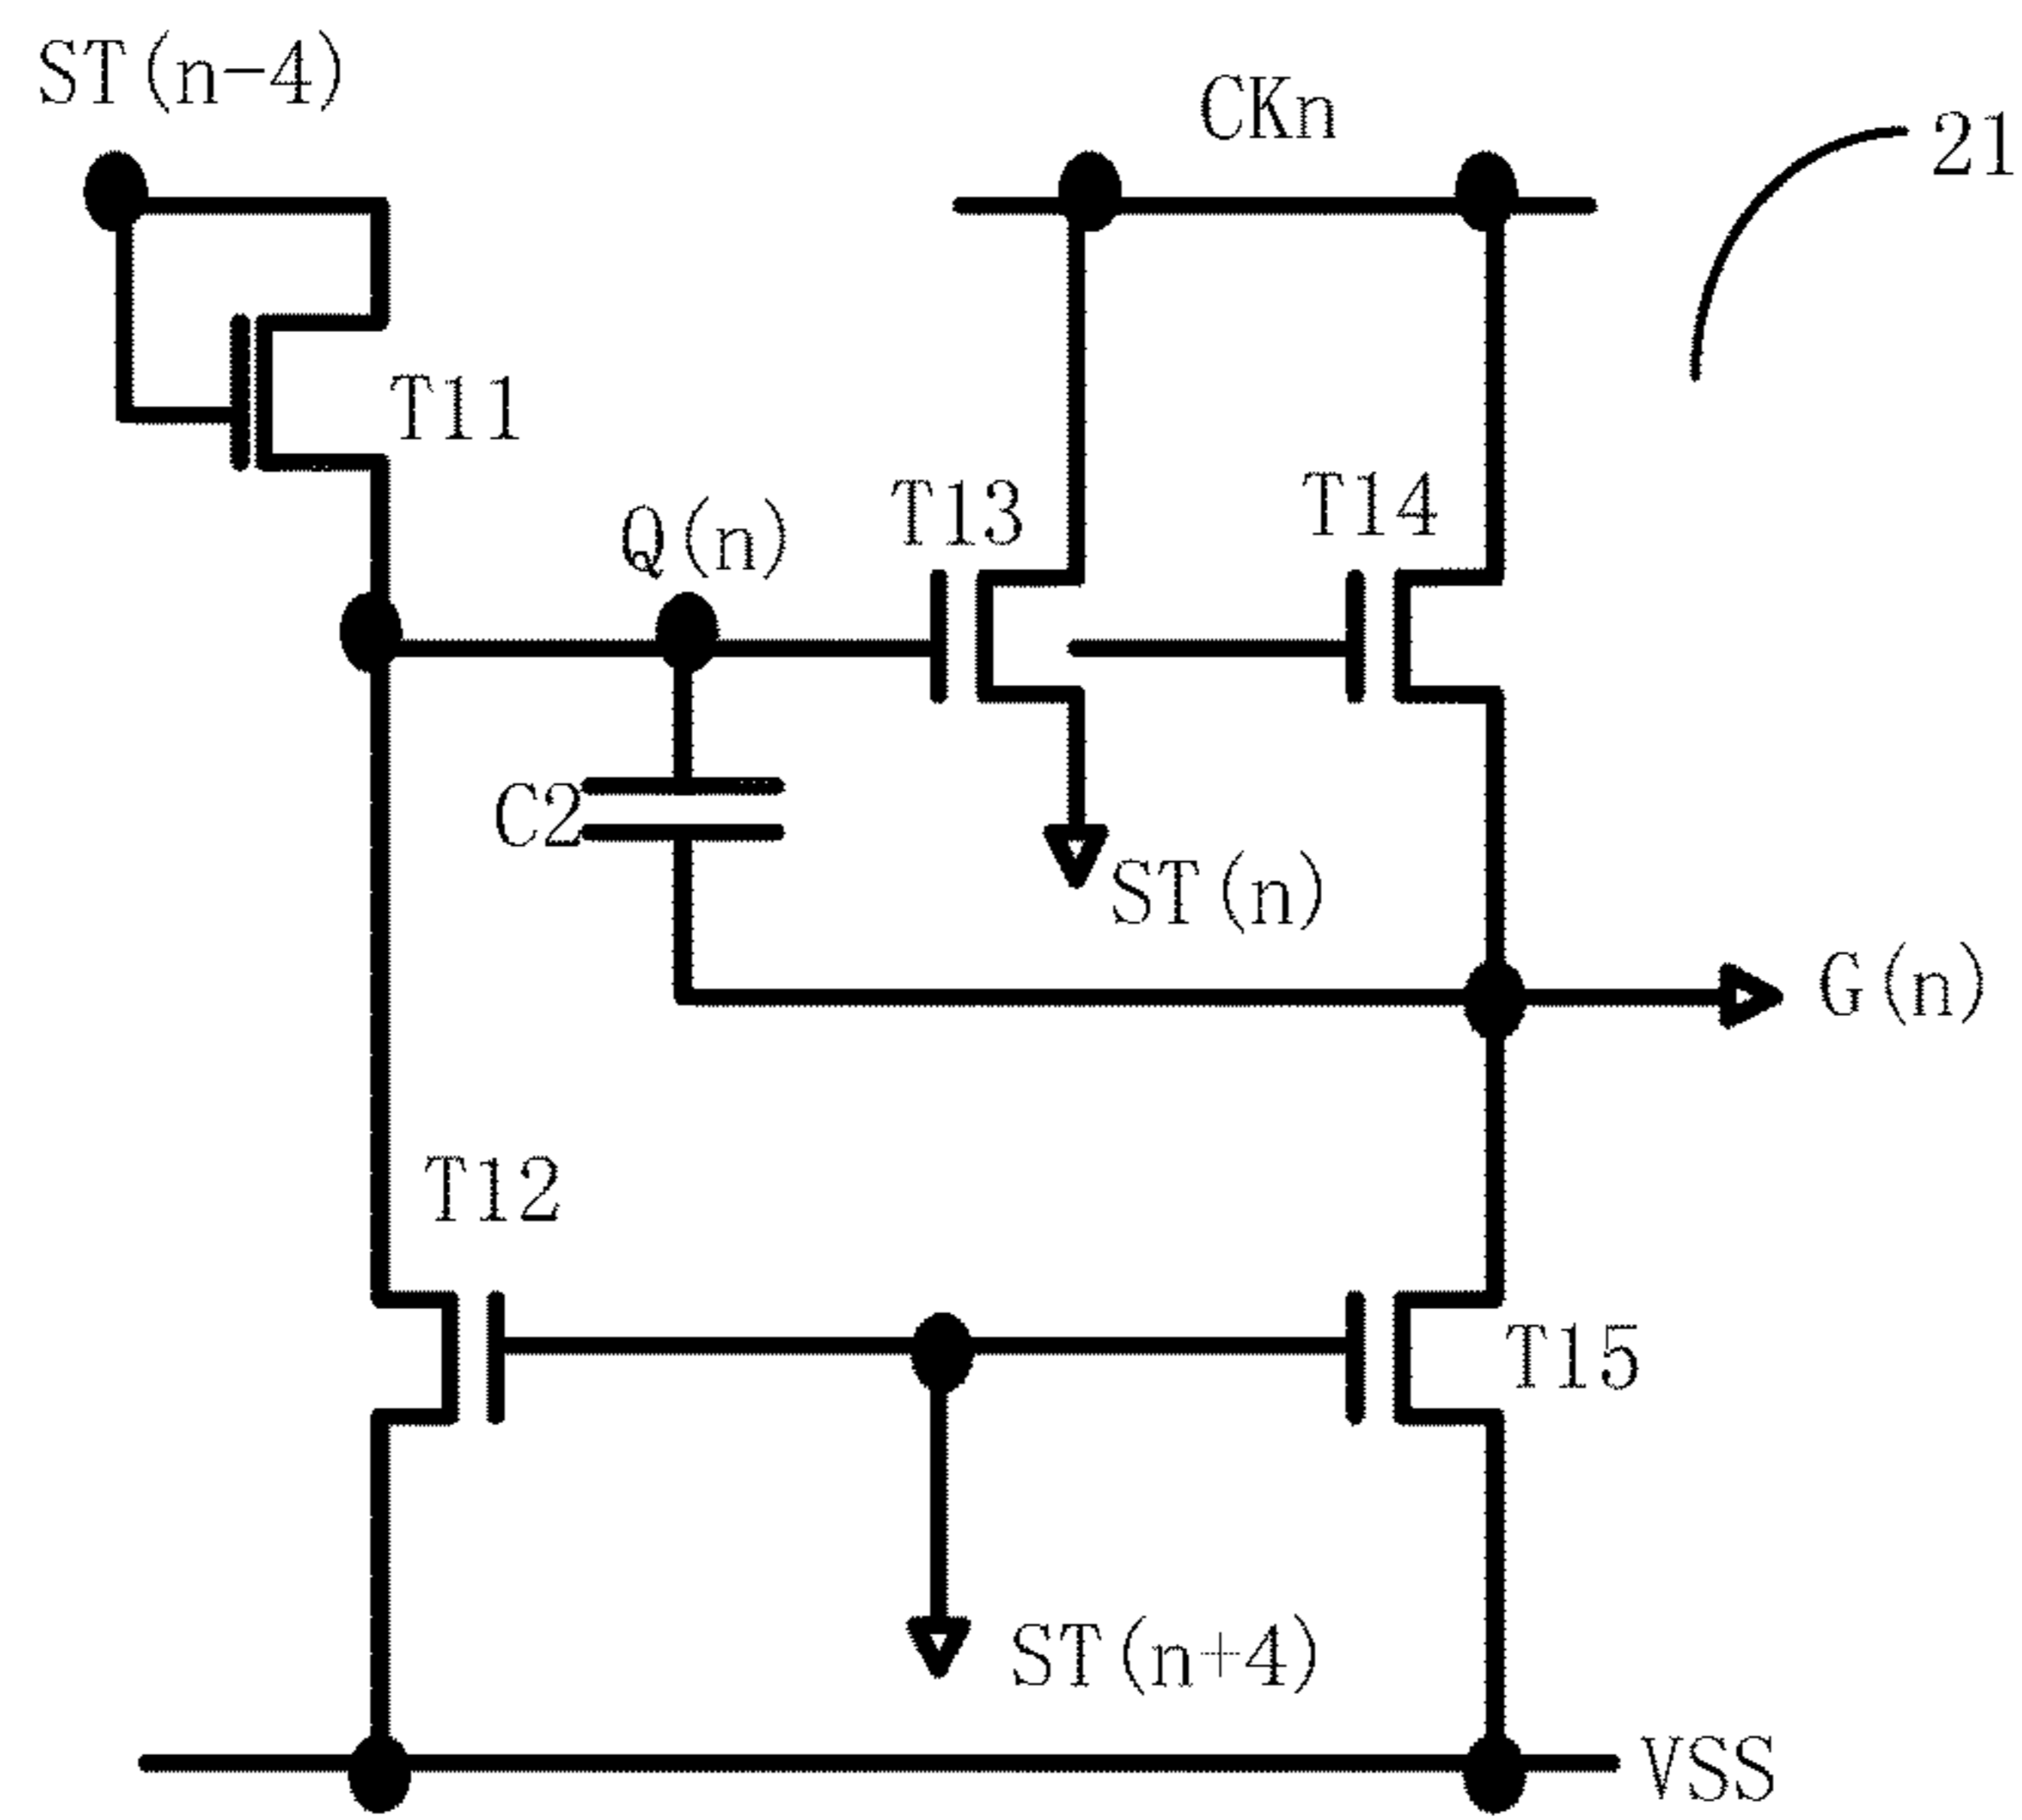 ST(n-4)
CKn
21
T11
T13
T14
Q(n)
C2
ST(n)
G(n)
T12
T15
ST(n+4)
VSS